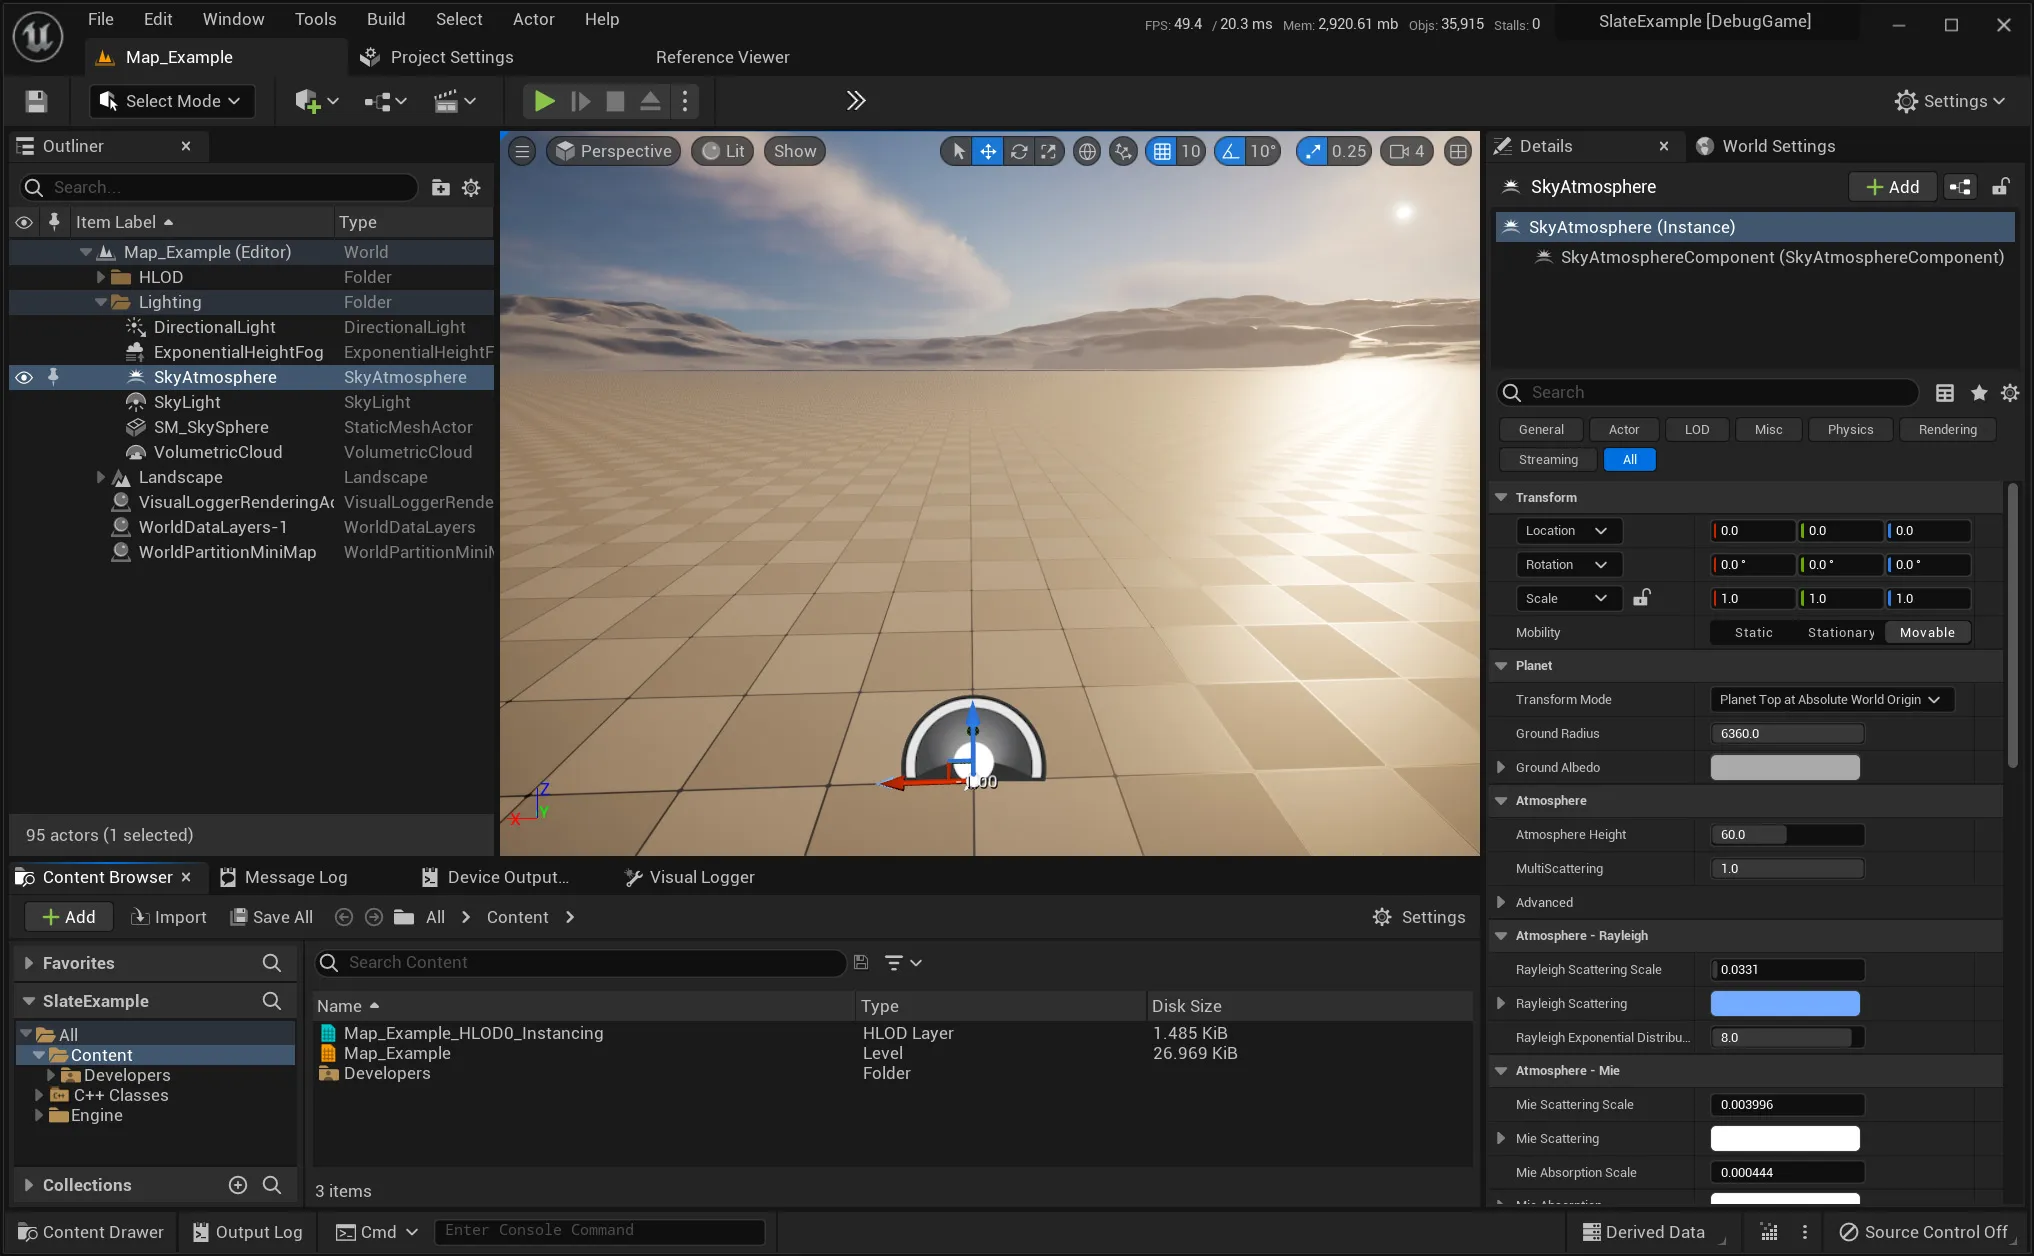 File Edit Window Tools Build Select Actor Help
FPS: 49.4 / 20.3 ms Mem: 2,920.61 mb Objs: 35,915 Stalls: 0
SlateExample [DebugGame]
Map_Example
Project Settings
Reference Viewer
Select Mode
Settings
Outliner
Search...
Item Label Type
Map_Example (Editor) World
HLOD Folder
Lighting Folder
DirectionalLight DirectionalLight
ExponentialHeightFog ExponentialHeightF
SkyAtmosphere SkyAtmosphere
SkyLight SkyLight
SM_SkySphere StaticMeshActor
VolumetricCloud VolumetricCloud
Landscape Landscape
VisualLoggerRenderingAc VisualLoggerRende
WorldDataLayers-1 WorldDataLayers
WorldPartitionMiniMap WorldPartitionMiniM
95 actors (1 selected)
Perspective Lit Show 10 10° 0.25 4
Z
X Y
Details World Settings
SkyAtmosphere
Add
SkyAtmosphere (Instance)
SkyAtmosphereComponent (SkyAtmosphereComponent)
Search
General Actor LOD Misc Physics Rendering
Streaming All
Transform
Location 0.0 0.0 0.0
Rotation 0.0 ° 0.0 ° 0.0 °
Scale 1.0 1.0 1.0
Mobility Static Stationary Movable
Planet
Transform Mode Planet Top at Absolute World Origin
Ground Radius 6360.0
Ground Albedo
Atmosphere
Atmosphere Height 60.0
MultiScattering 1.0
Advanced
Atmosphere - Rayleigh
Rayleigh Scattering Scale 0.0331
Rayleigh Scattering
Rayleigh Exponential Distribu... 8.0
Atmosphere - Mie
Mie Scattering Scale 0.003996
Mie Scattering
Mie Absorption Scale 0.000444
Content Browser Message Log Device Output... Visual Logger
Add Import Save All All Content Settings
Favorites
SlateExample
All
Content
Developers
C++ Classes
Engine
Collections
Search Content
Name Type Disk Size
Map_Example_HLOD0_Instancing HLOD Layer 1.485 KiB
Map_Example Level 26.969 KiB
Developers Folder
3 items
Content Drawer Output Log Cmd Enter Console Command
Derived Data Source Control Off